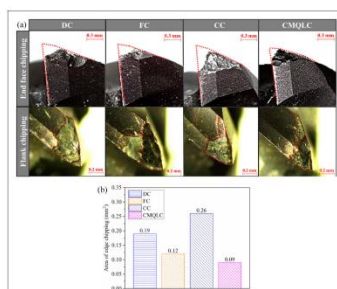 (a)
DC
FC
CC
CMQLC
End face chipping
0.3 mm
0.3 mm
0.3 mm
0.3 mm
Flank chipping
0.2 mm
0.2 mm
0.2 mm
0.2 mm
(b)
Area of edge chipping (mm²)
0.35
0.30
0.25
0.20
0.15
0.10
0.05
0.00
DC
FC
CC
CMQLC
0.19
0.12
0.26
0.09